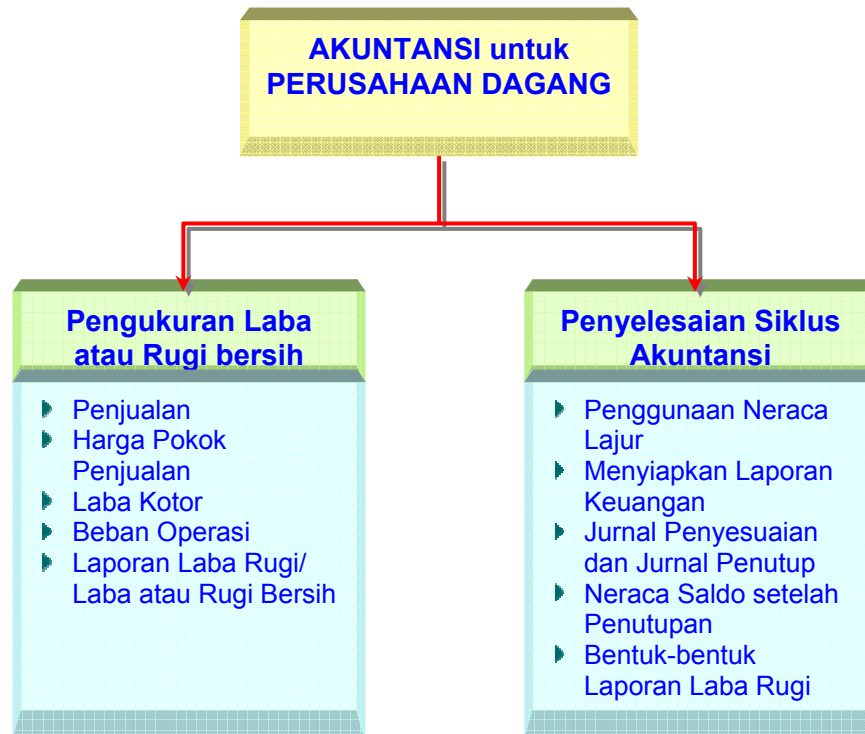 AKUNTANSI untuk
PERUSAHAAN DAGANG
Pengukuran Laba
atau Rugi bersih
Penjualan
Harga Pokok
Penjualan
Laba Kotor
Beban Operasi
Laporan Laba Rugi/
Laba atau Rugi Bersih
Penyelesaian Siklus
Akuntansi
Penggunaan Neraca
Lajur
Menyiapkan Laporan
Keuangan
Jurnal Penyesuaian
dan Jurnal Penutup
Neraca Saldo setelah
Penutupan
Bentuk-bentuk
Laporan Laba Rugi